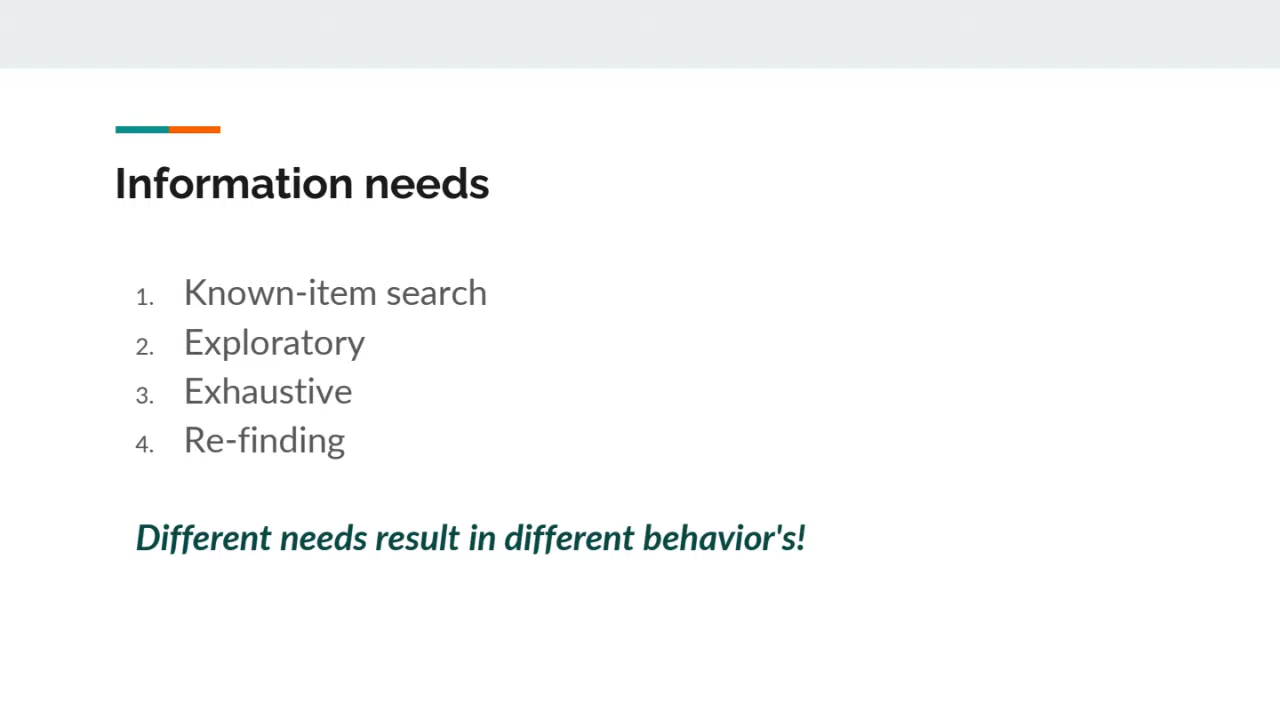 Information needs
1. Known-item search
2. Exploratory
3. Exhaustive
4. Re-finding
Different needs result in different behavior's!